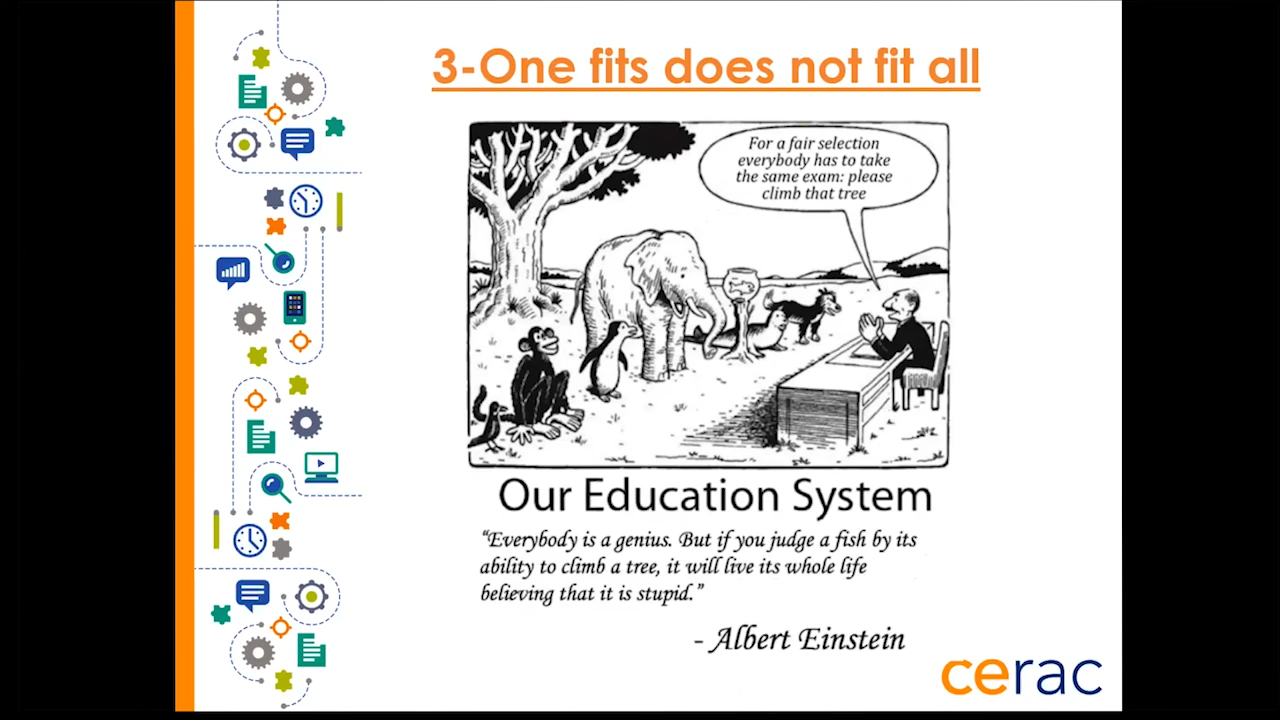 3-One fits does not fit all
For a fair selection
everybody has to take
the same exam: please
climb that tree
Our Education System
“Everybody is a genius. But if you judge a fish by its
ability to climb a tree, it will live its whole life
believing that it is stupid.”
- Albert Einstein
cerac